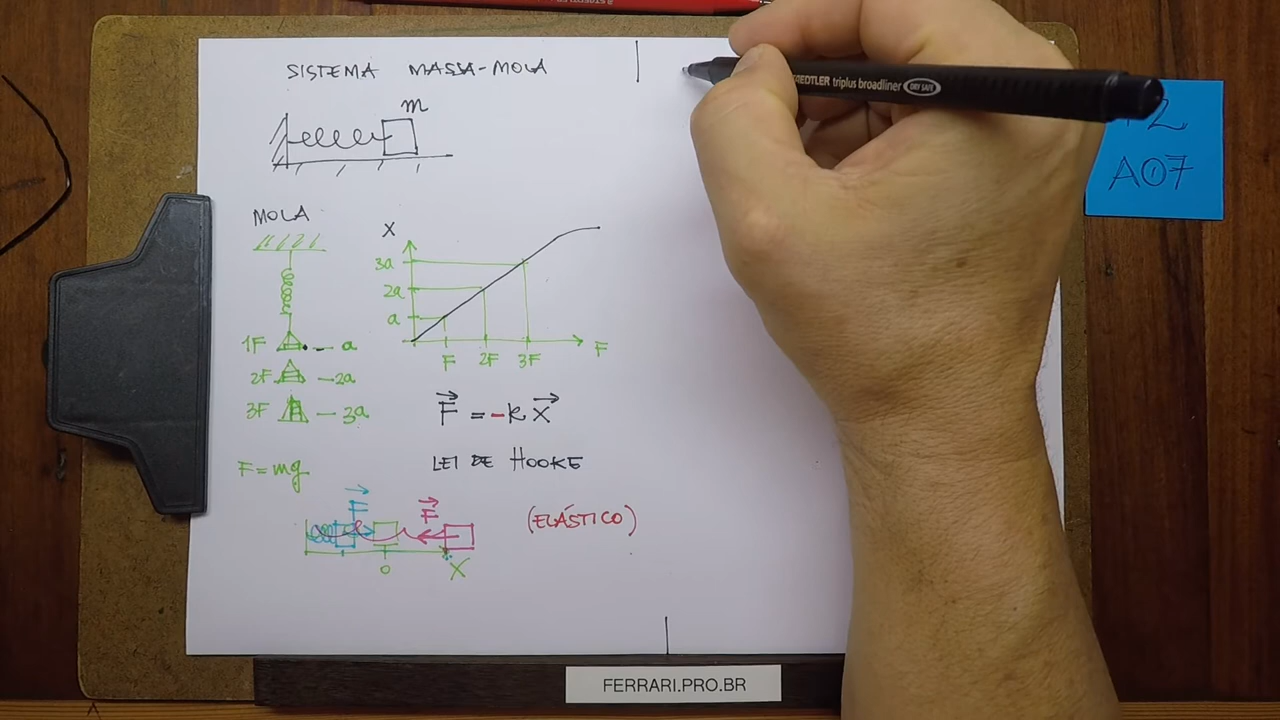 SISTEMA MASSA-MOLA
m
MOLA
X
3a
2a
a
F 2F 3F F
1F a
2F 2a
3F 3a
F = -k X
LEI DE HOOKE
F = mg
F F
(ELÁSTICO)
0 X
STAEDTLER triplus broadliner DRY SAFE
A07
FERRARI.PRO.BR